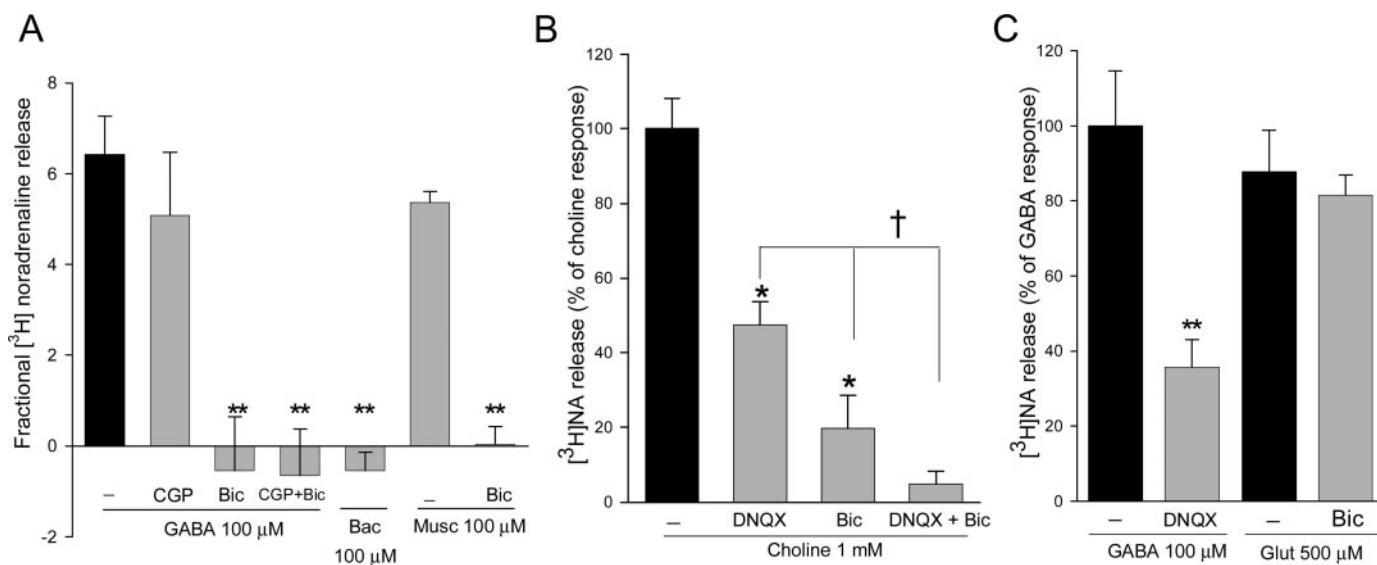 A
Fractional [³H] noradrenaline release
8
6
4
2
0
-2
** ** ** **
– CGP Bic CGP+Bic – Bic
GABA 100 µM
Bac
100 µM
Musc 100 µM
B
[³H]NA release (% of choline response)
120
100
80
60
40
20
0
†
*
*
– DNQX Bic DNQX + Bic
Choline 1 mM
C
[³H]NA release (% of GABA response)
120
100
80
60
40
20
0
**
– DNQX – Bic
GABA 100 µM Glut 500 µM